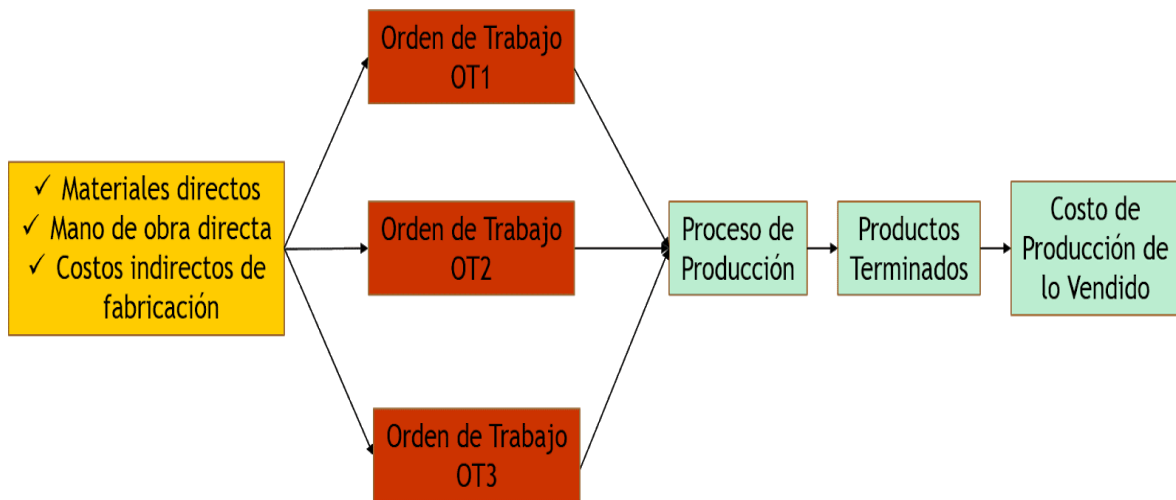 ✓ Materiales directos
✓ Mano de obra directa
✓ Costos indirectos de
fabricación
Orden de Trabajo
OT1
Orden de Trabajo
OT2
Orden de Trabajo
OT3
Proceso de
Producción
Productos
Terminados
Costo de
Producción de
lo Vendido